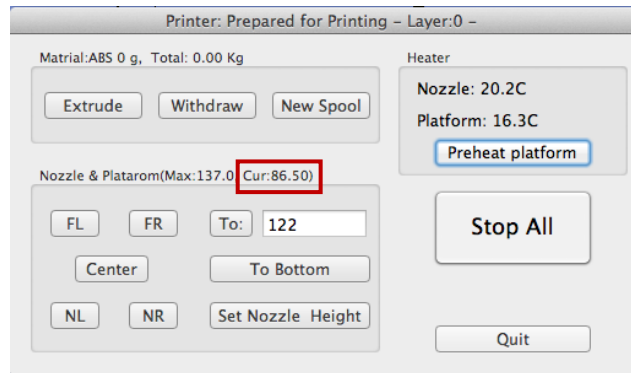 Printer: Prepared for Printing – Layer:0 –
Matrial:ABS 0 g, Total: 0.00 Kg
Extrude
Withdraw
New Spool
Heater
Nozzle: 20.2C
Platform: 16.3C
Preheat platform
Nozzle & Platarom(Max:137.0 Cur:86.50)
FL
FR
To:
122
Center
To Bottom
NL
NR
Set Nozzle Height
Stop All
Quit